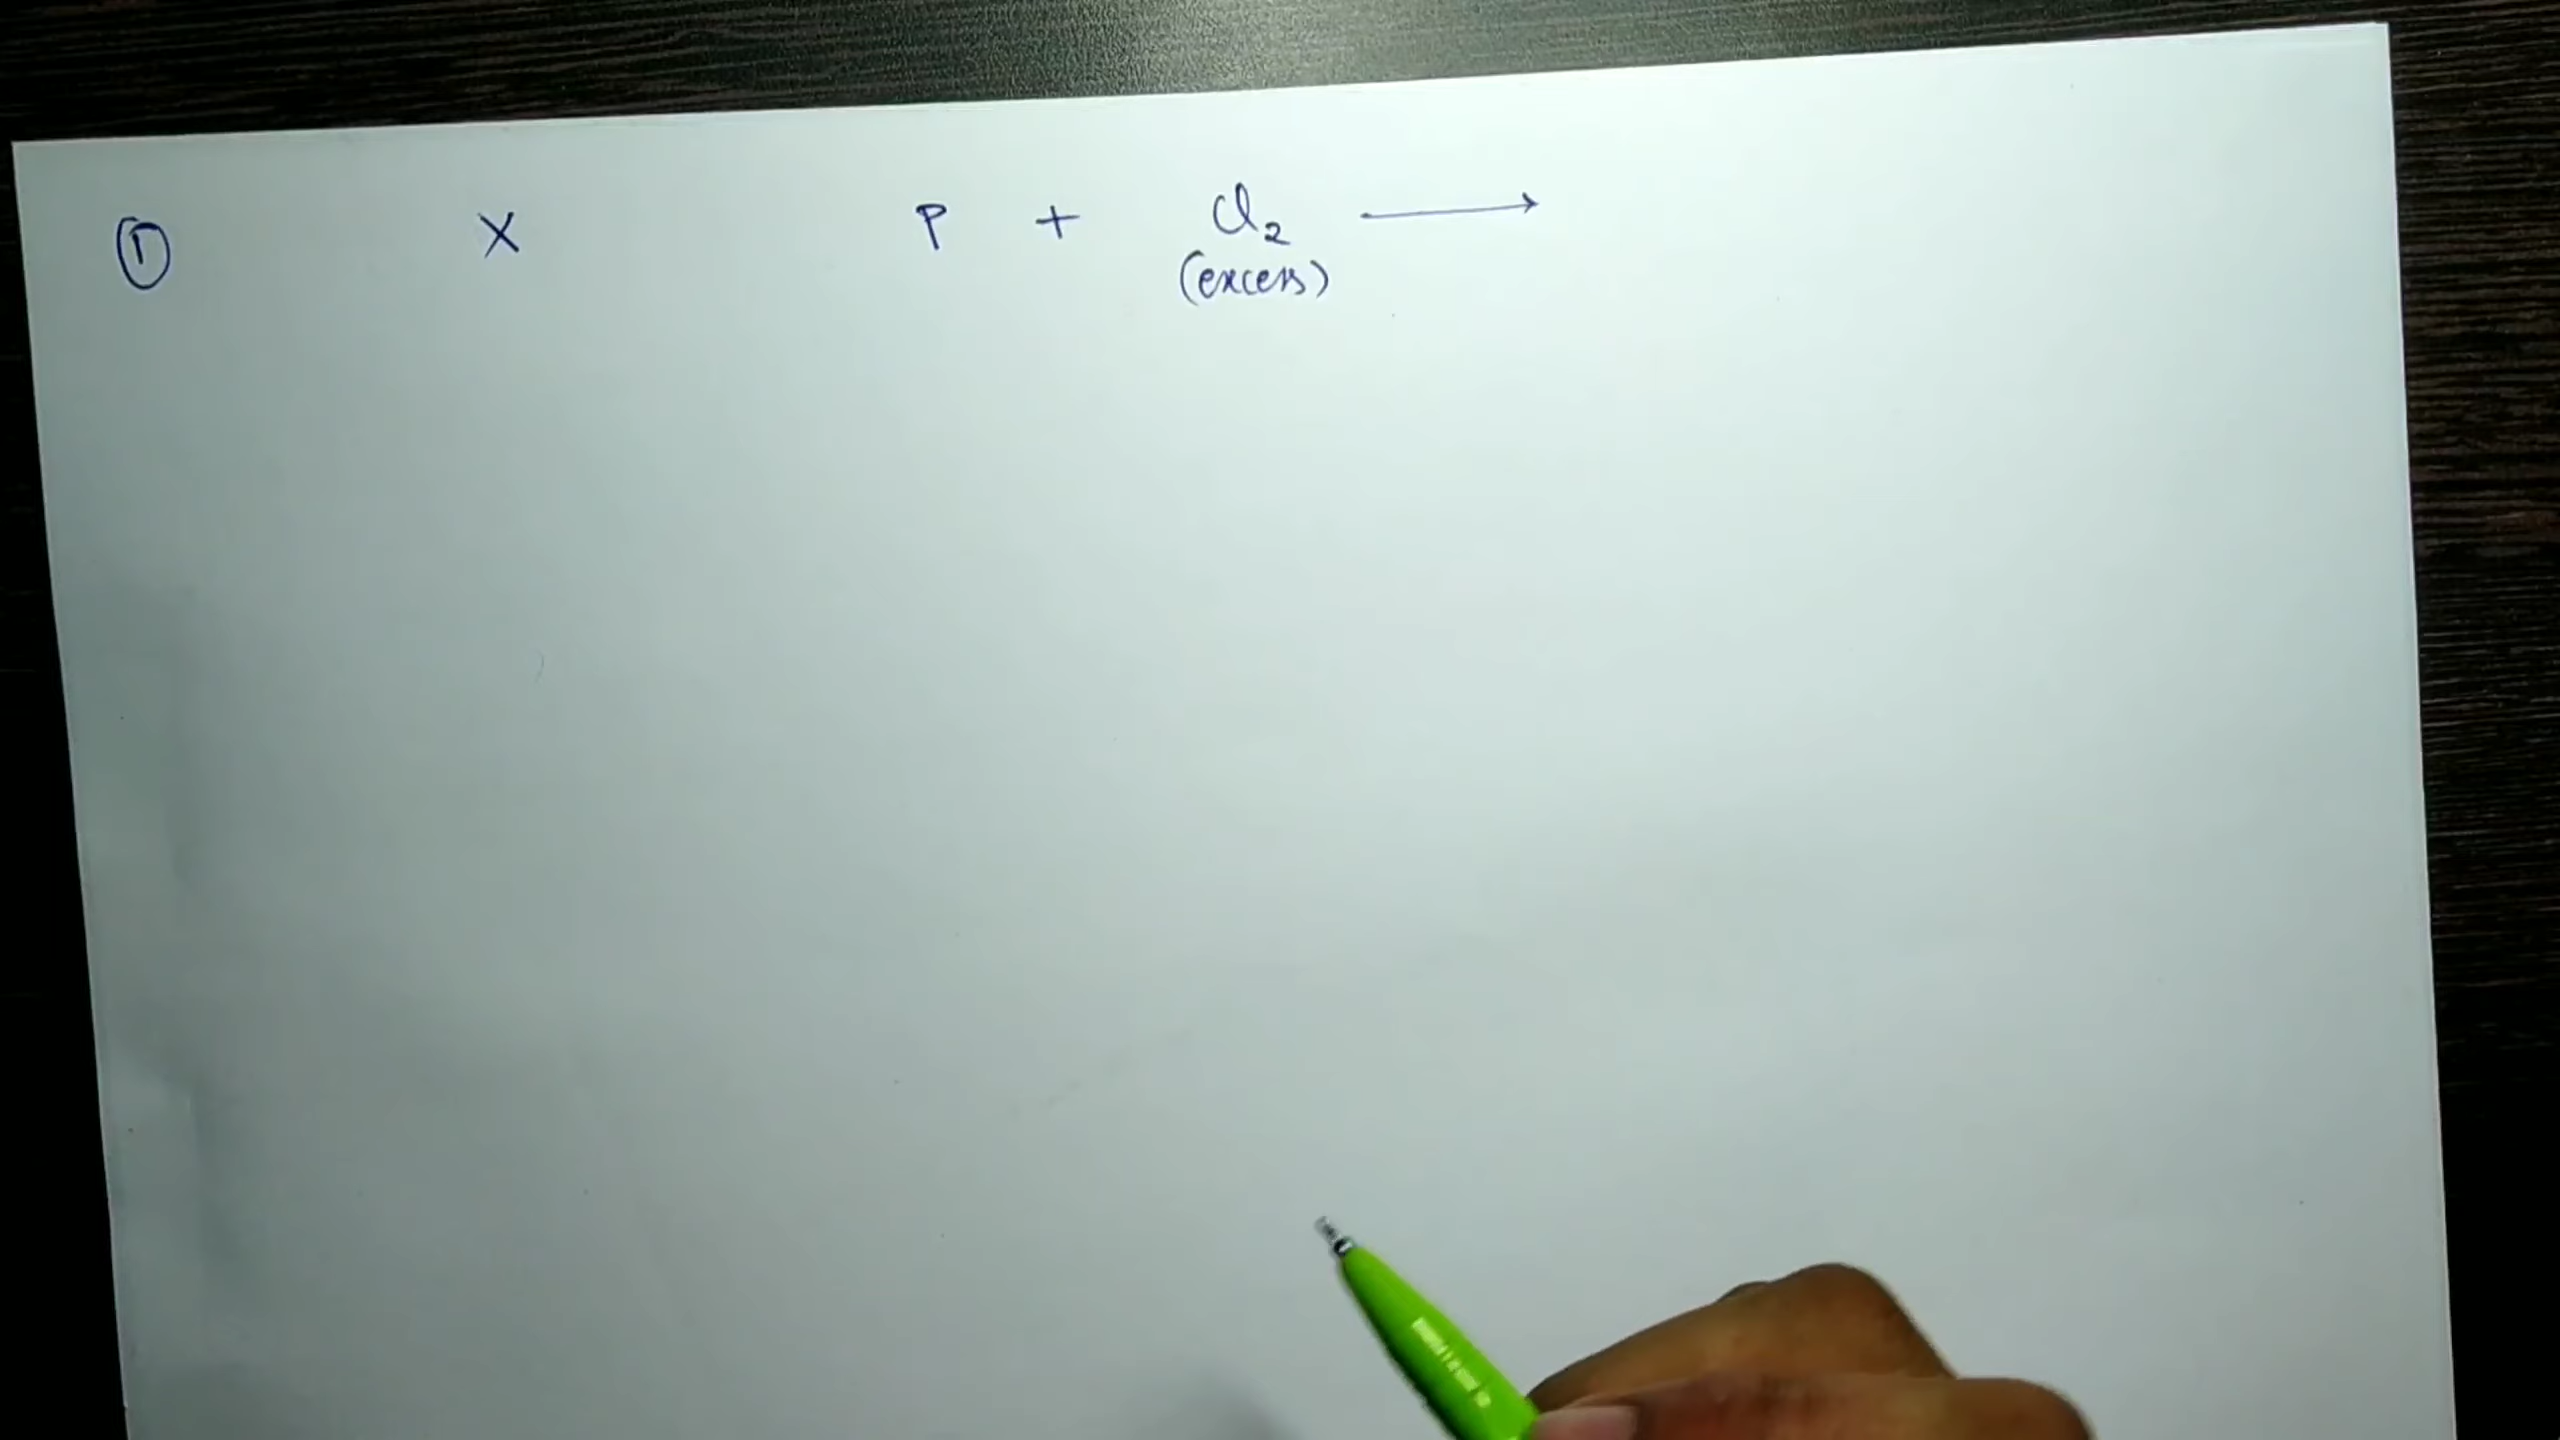 ① X P + Cl₂ ⟶
(excess)